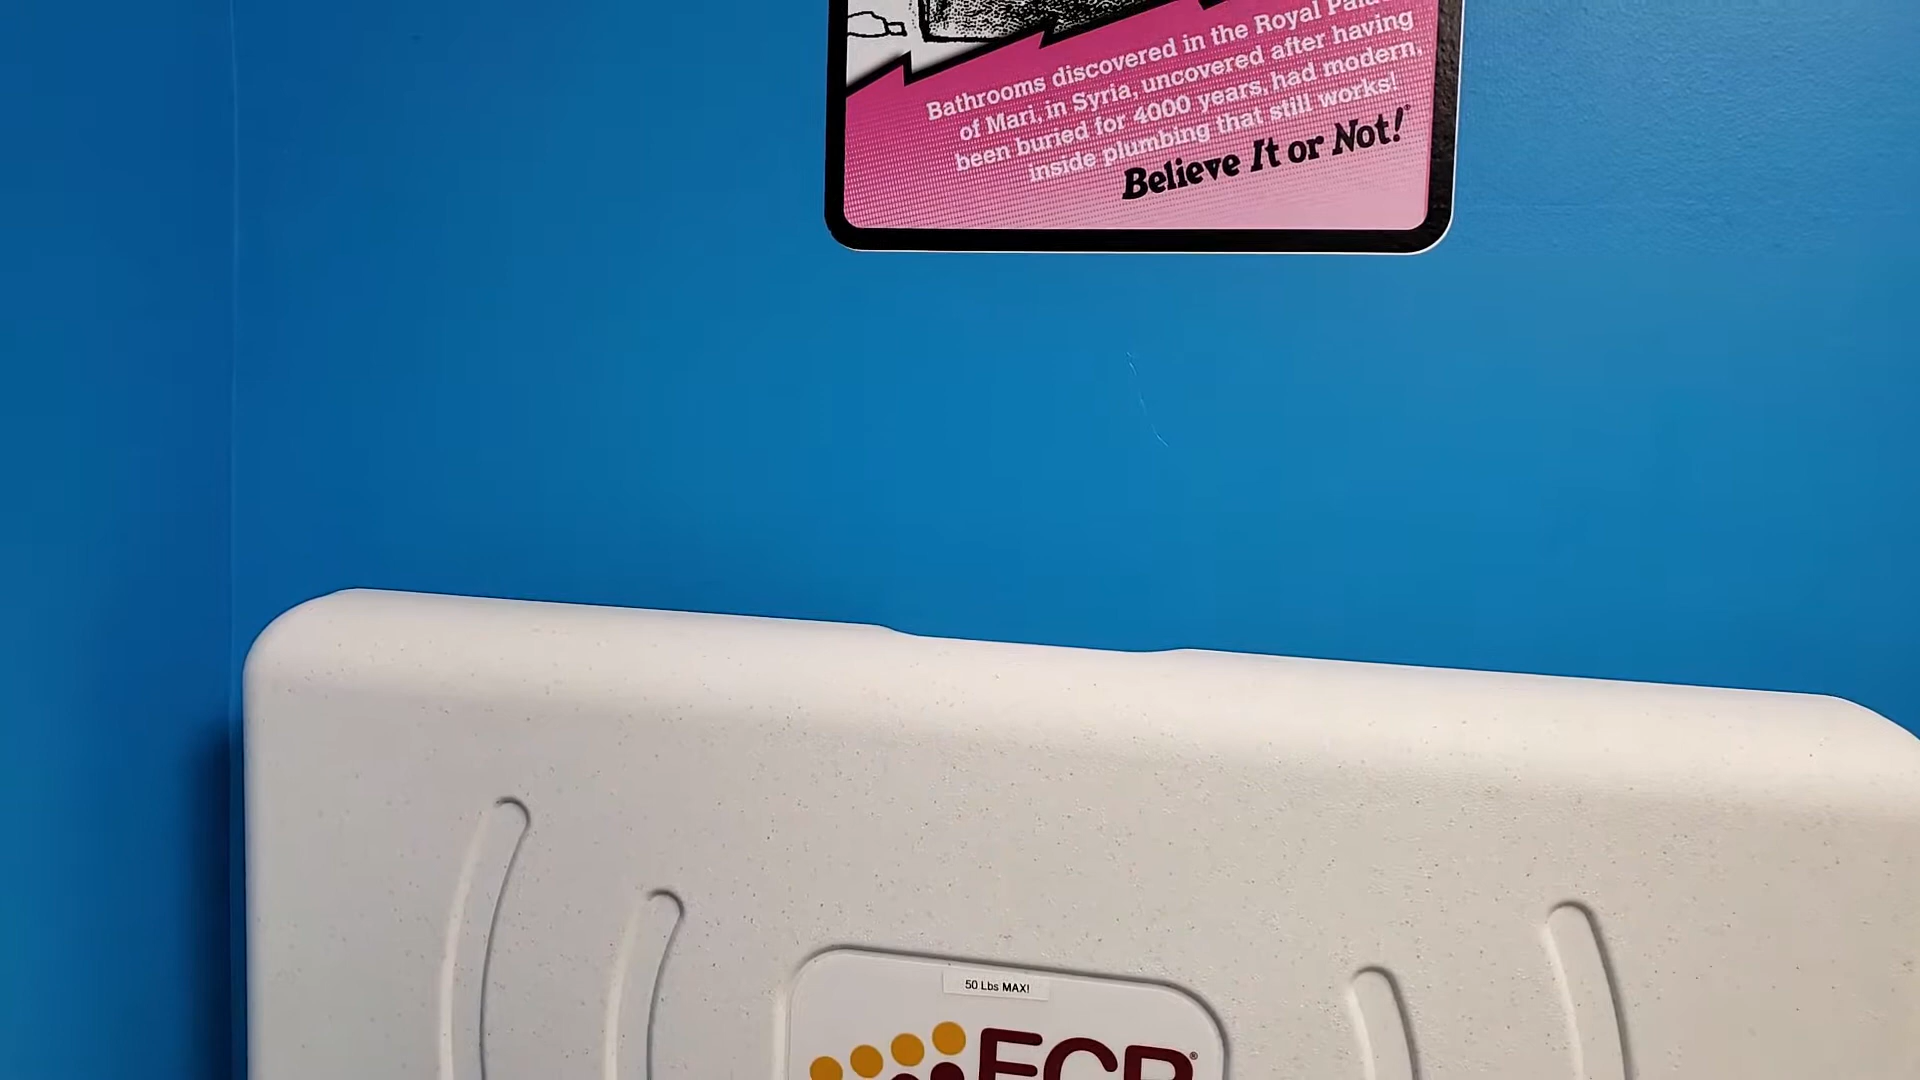 Bathrooms discovered in the Royal
of Mari, in Syria, uncovered after having
been buried for 4000 years, had modern,
inside plumbing that still works!
Believe It or Not!
50 Lbs MAX!
ECR®